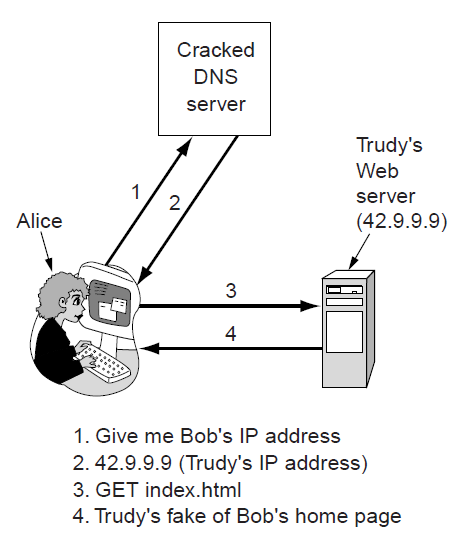 Cracked
DNS
server
Trudy's
Web
server
(42.9.9.9)
Alice
1
2
3
4
1. Give me Bob's IP address
2. 42.9.9.9 (Trudy's IP address)
3. GET index.html
4. Trudy's fake of Bob's home page